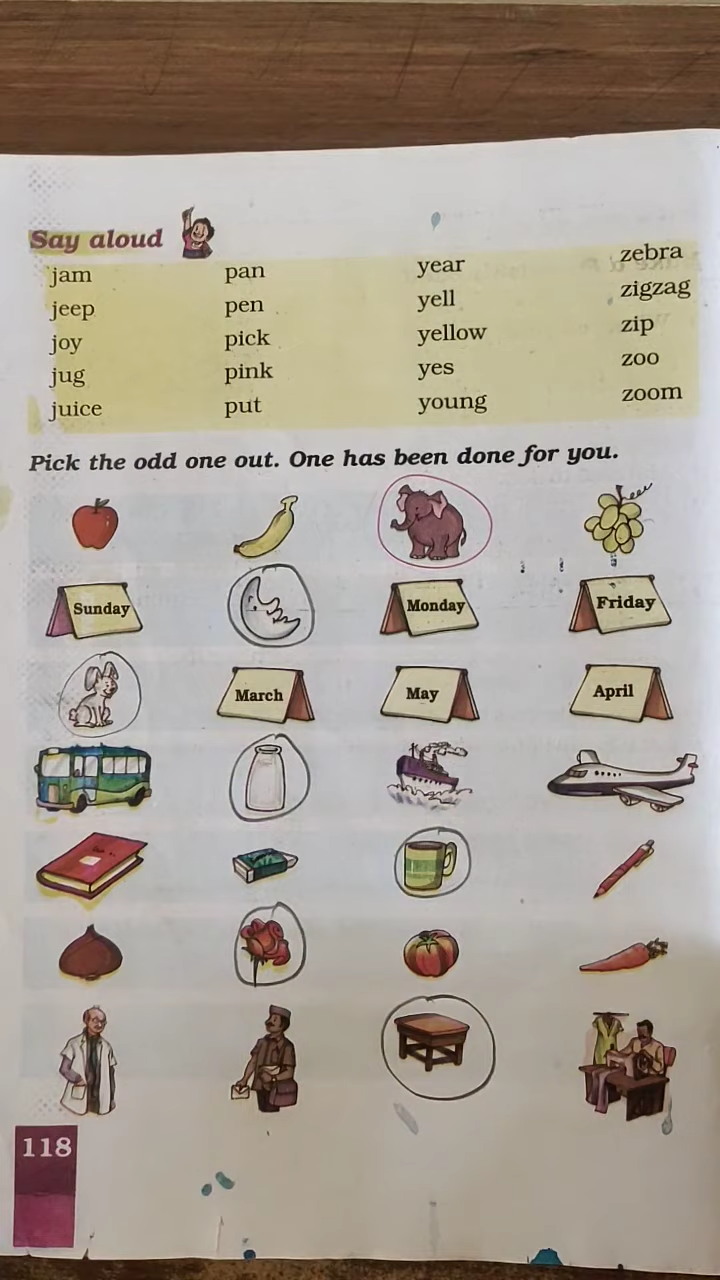 Say aloud
jam pan year zebra
jeep pen yell zigzag
joy pick yellow zip
jug pink yes zoo
juice put young zoom
Pick the odd one out. One has been done for you.
Sunday Monday Friday
March May April
118